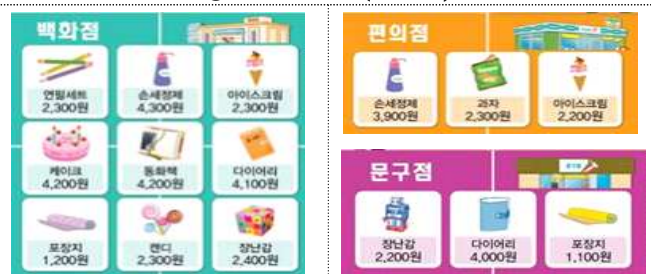 백화점
연필세트 손세정제 아이스크림
2,300원 4,300원 2,300원
케이크 동화책 다이어리
4,200원 4,200원 4,100원
포장지 캔디 장난감
1,200원 2,300원 2,400원
편의점
손세정제 과자 아이스크림
3,900원 2,300원 2,200원
문구점
장난감 다이어리 포장지
2,200원 4,000원 1,100원